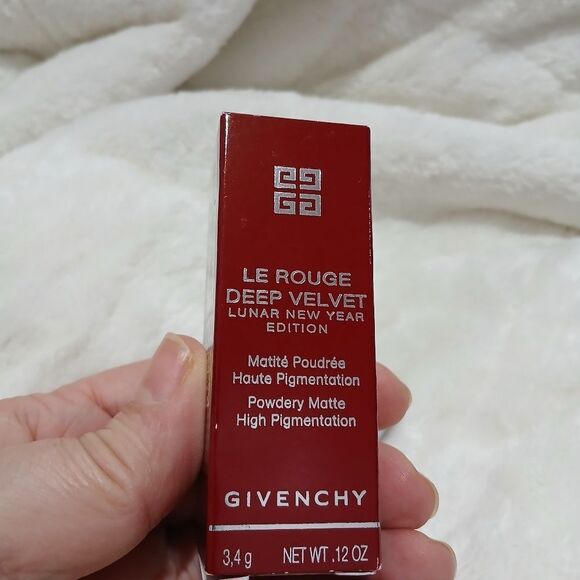 LE ROUGE
DEEP VELVET
LUNAR NEW YEAR
EDITION
Matité Poudrée
Haute Pigmentation
Powdery Matte
High Pigmentation
GIVENCHY
3,4 g NET WT .12 OZ